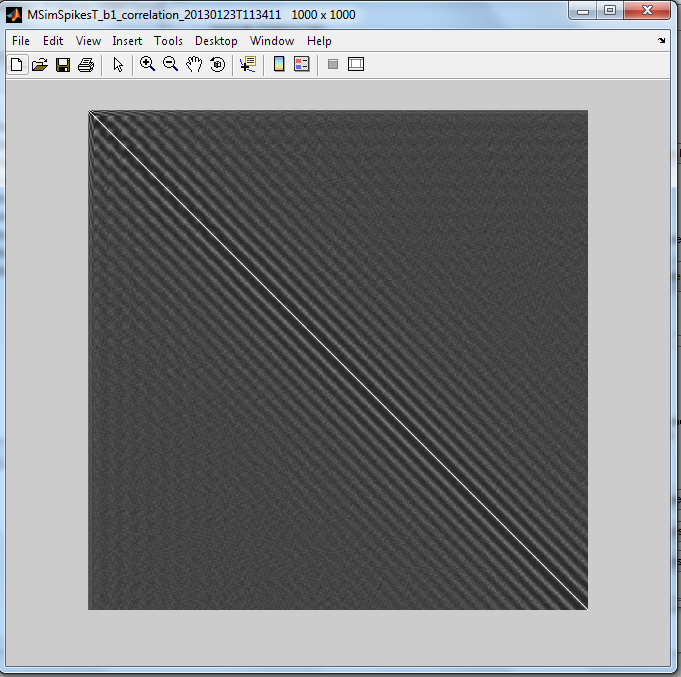 MSimSpikesT_b1_correlation_20130123T113411 1000 x 1000
File Edit View Insert Tools Desktop Window Help